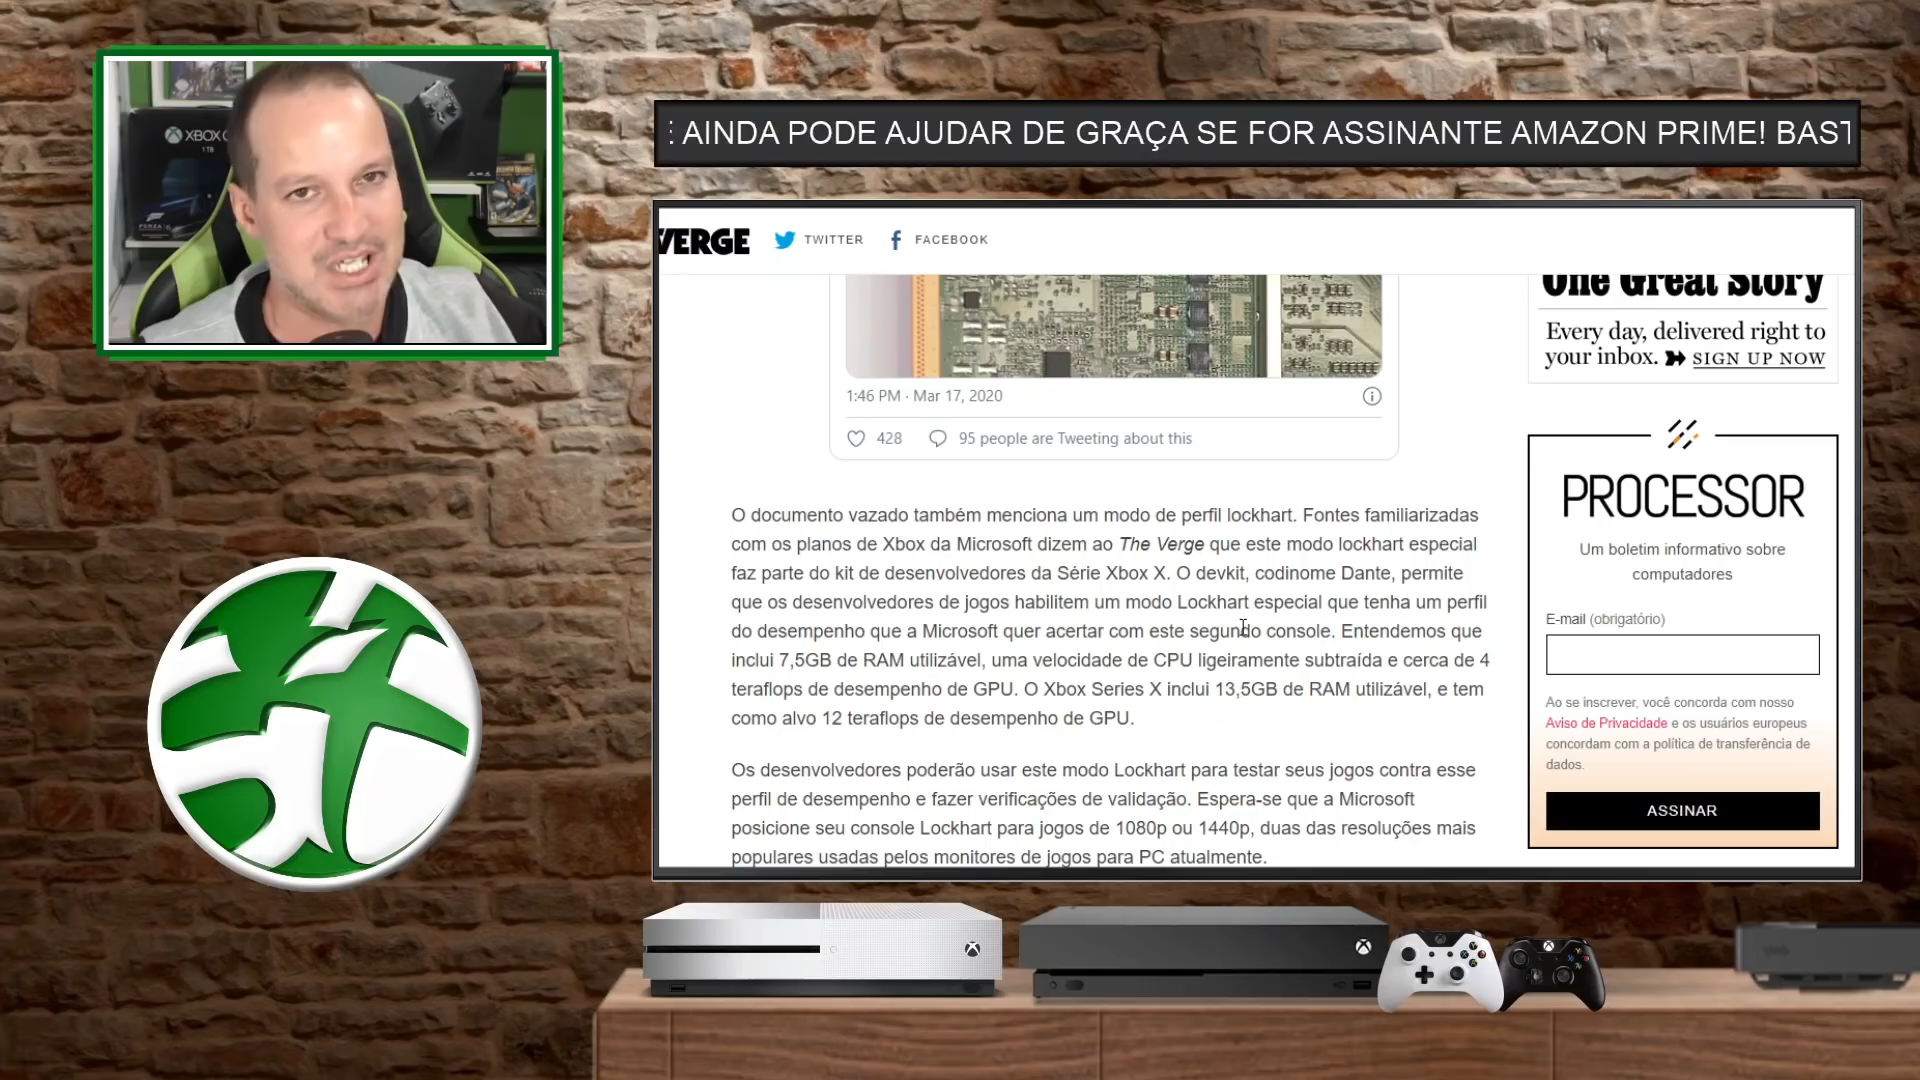 : AINDA PODE AJUDAR DE GRAÇA SE FOR ASSINANTE AMAZON PRIME! BAST
XBOX
1TB
FORZA
VERGE
TWITTER
FACEBOOK
1:46 PM · Mar 17, 2020
428
95 people are Tweeting about this
O documento vazado também menciona um modo de perfil lockhart. Fontes familiarizadas
com os planos de Xbox da Microsoft dizem ao The Verge que este modo lockhart especial
faz parte do kit de desenvolvedores da Série Xbox X. O devkit, codinome Dante, permite
que os desenvolvedores de jogos habilitem um modo Lockhart especial que tenha um perfil
do desempenho que a Microsoft quer acertar com este segundo console. Entendemos que
inclui 7,5GB de RAM utilizável, uma velocidade de CPU ligeiramente subtraída e cerca de 4
teraflops de desempenho de GPU. O Xbox Series X inclui 13,5GB de RAM utilizável, e tem
como alvo 12 teraflops de desempenho de GPU.
Os desenvolvedores poderão usar este modo Lockhart para testar seus jogos contra esse
perfil de desempenho e fazer verificações de validação. Espera-se que a Microsoft
posicione seu console Lockhart para jogos de 1080p ou 1440p, duas das resoluções mais
populares usadas pelos monitores de jogos para PC atualmente.
One Great Story
Every day, delivered right to
your inbox. SIGN UP NOW
PROCESSOR
Um boletim informativo sobre
computadores
E-mail (obrigatório)
Ao se inscrever, você concorda com nosso
Aviso de Privacidade e os usuários europeus
concordam com a política de transferência de
dados.
ASSINAR